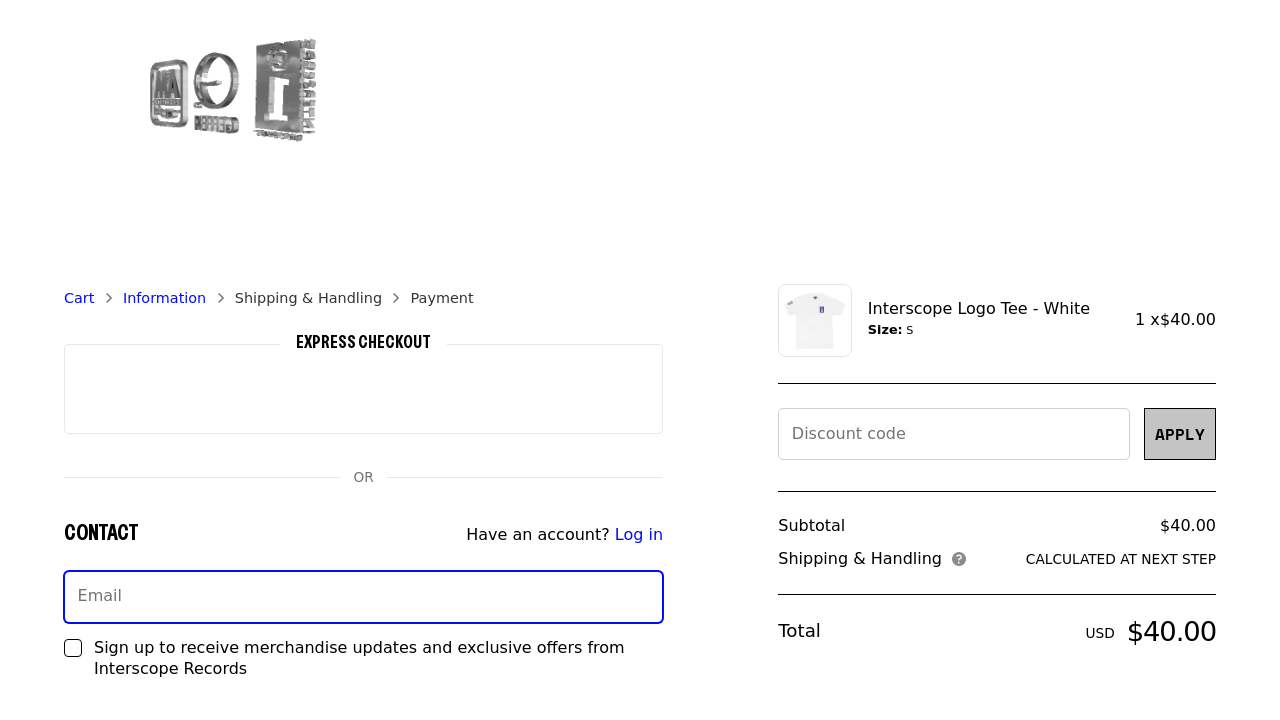 Cart
Information
Shipping & Handling
Payment
EXPRESS CHECKOUT
OR
CONTACT
Have an account? Log in
Email
Sign up to receive merchandise updates and exclusive offers from
Interscope Records
Interscope Logo Tee - White
Size: S
1 x$40.00
Discount code
APPLY
Subtotal
$40.00
Shipping & Handling
?
CALCULATED AT NEXT STEP
Total
USD
$40.00